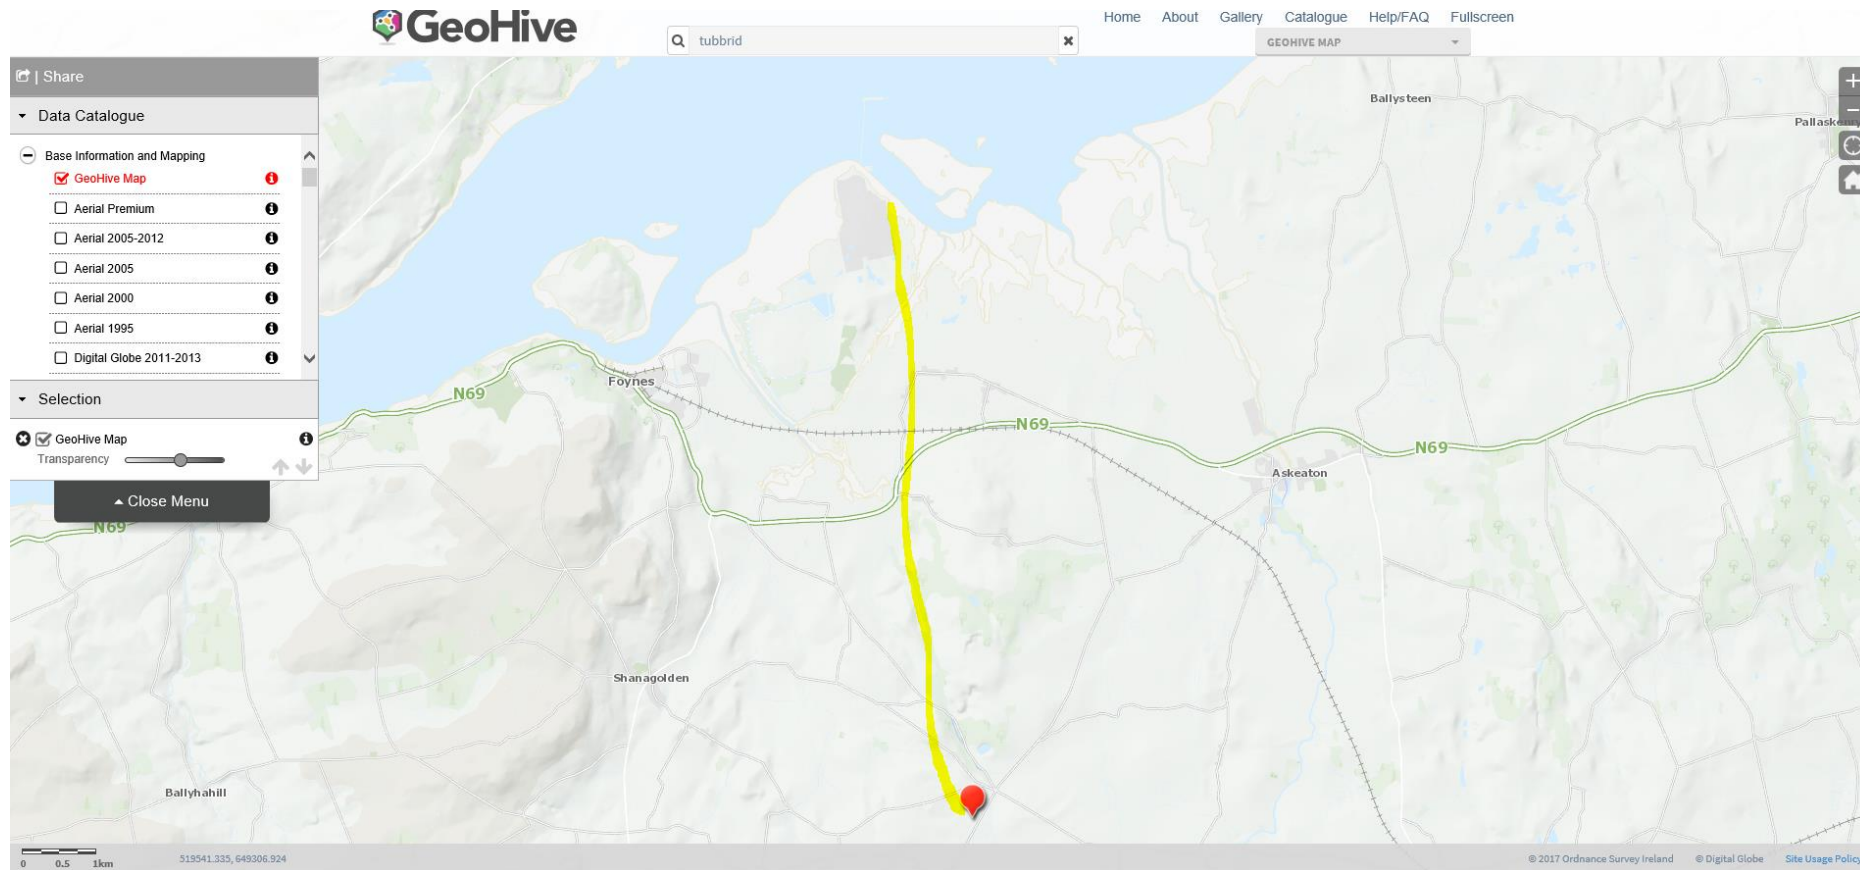 GeoHive
Home About Gallery Catalogue Help/FAQ Fullscreen
tubbrid
GEOHIVE MAP
| Share
Data Catalogue
Base Information and Mapping
GeoHive Map
Aerial Premium
Aerial 2005-2012
Aerial 2005
Aerial 2000
Aerial 1995
Digital Globe 2011-2013
Selection
GeoHive Map
Transparency
Close Menu
Ballysteen
Foynes
N69
N69
N69
Askeaton
N69
Shanagolden
Ballyhahill
0 0.5 1km
519541.335, 649306.924
© 2017 Ordnance Survey Ireland © Digital Globe Site Usage Policy